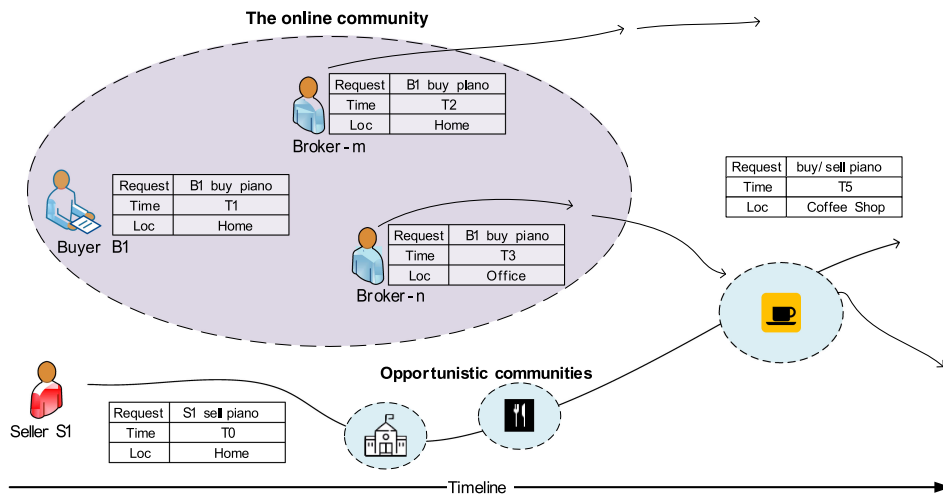 The online community
Request B1 buy piano
Time T2
Loc Home
Broker-m
Request buy/sell piano
Time T5
Loc Coffee Shop
Request B1 buy piano
Time T1
Loc Home
Buyer B1
Request B1 buy piano
Time T3
Loc Office
Broker-n
Opportunistic communities
Seller S1
Request S1 sell piano
Time T0
Loc Home
Timeline